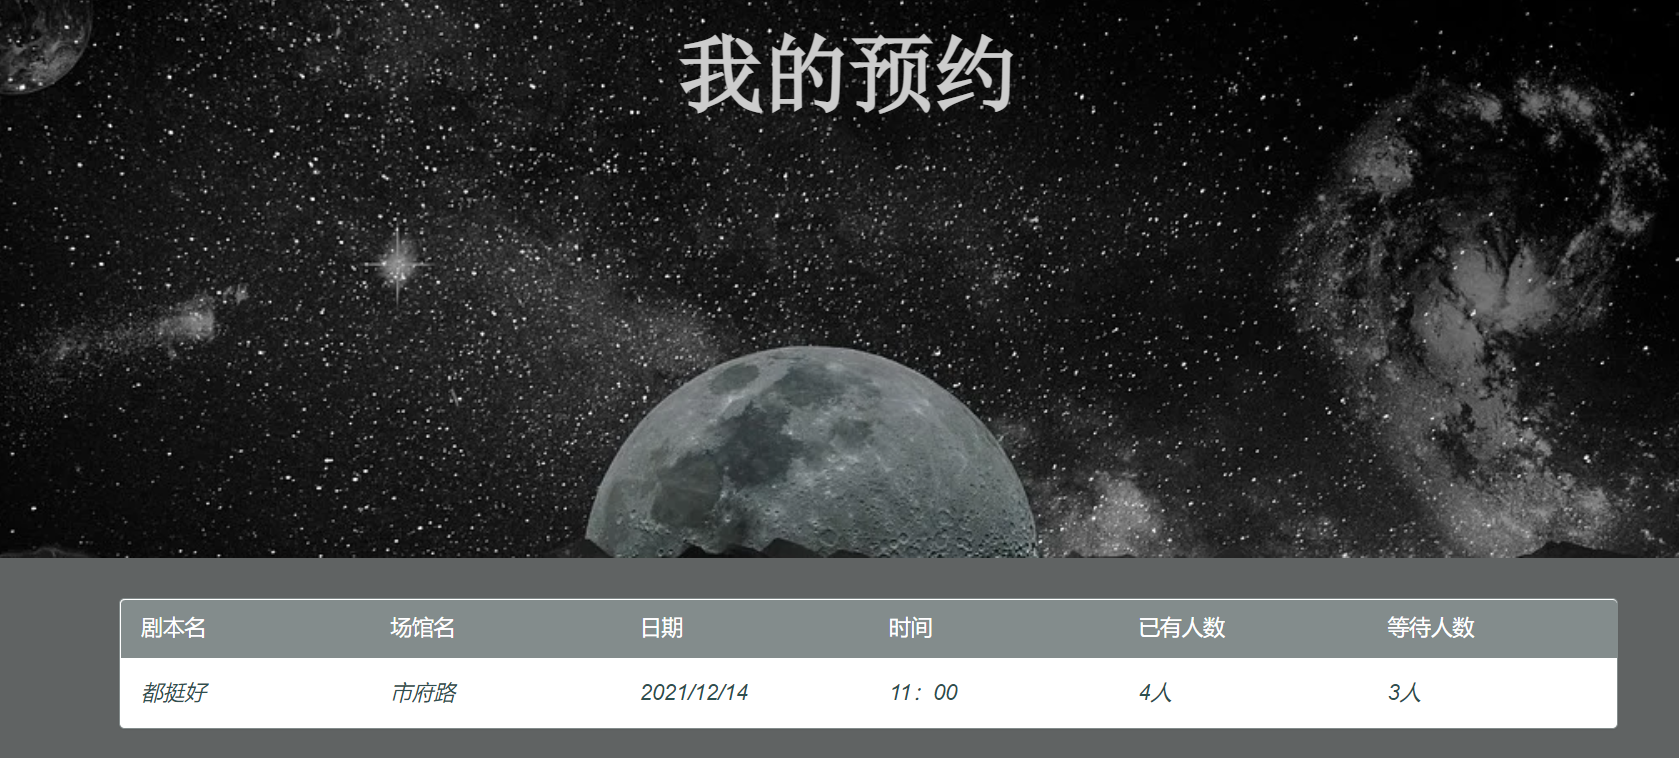 我的预约
剧本名 场馆名 日期 时间 已有人数 等待人数
都挺好 市府路 2021/12/14 11：00 4人 3人